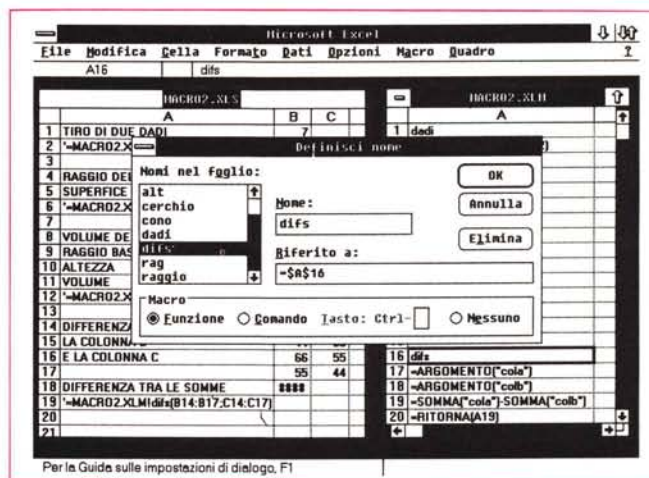 Microsoft Excel
File Modifica Cella Formato Dati Opzioni Macro Quadro ?
A16 difs
MACRO2.XLS
A B C
1 TIRO DI DUE DADI 7
2 '=MACRO2.X
3
4 RAGGIO DEL
5 SUPERFICE
6 '=MACRO2.X
7
8 VOLUME DE
9 RAGGIO BAS
10 ALTEZZA
11 VOLUME
12 '=MACRO2.X
13
14 DIFFERENZA
15 LA COLONNA
16 E LA COLONNA C 66 55
17 55 44
18 DIFFERENZA TRA LE SOMME ####
19 '=MACRO2.XLM!difs(B14:B17;C14:C17)
20
21
MACRO2.XLM
A
1 dadi
16 difs
17 =ARGOMENTO("cola")
18 =ARGOMENTO("colb")
19 =SOMMA("cola")-SOMMA("colb")
20 =RITORNA(A19)
Definisci nome
Nomi nel foglio:
alt
cerchio
cono
dadi
difs
rag
raggio
Nome:
difs
Riferito a:
=$A$16
OK
Annulla
Elimina
Macro
Funzione Comando Tasto: Ctrl- Nessuno
Per la Guida sulle impostazioni di dialogo, F1